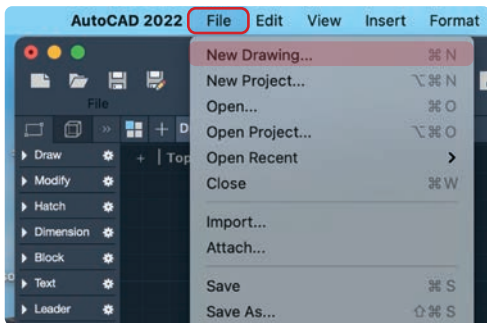 AutoCAD 2022 File Edit View Insert Format
New Drawing... ⌘ N
New Project... ⌥ ⌘ N
Open... ⌘ O
Open Project... ⌥ ⌘ O
Open Recent
Close ⌘ W
Import...
Attach...
Save ⌘ S
Save As... ⇧ ⌘ S
File
Top
Draw
Modify
Hatch
Dimension
Block
Text
Leader